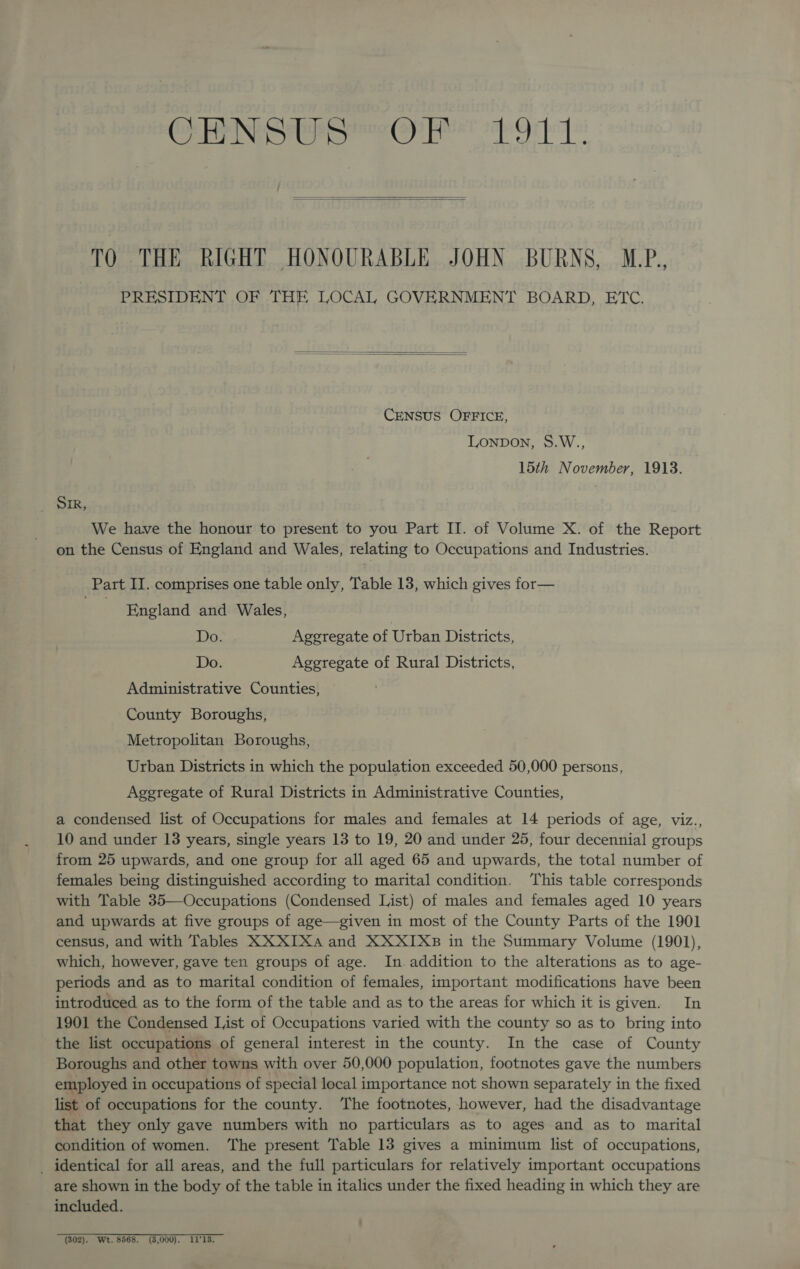 CENSUS OF 1911.
TO THE RIGHT HONOURABLE JOHN BURNS, M.P.,
PRESIDENT OF THE LOCAL GOVERNMENT BOARD, ETC.
CENSUS OFFICE,
LONDON, S.W.,
15th November, 1913.
SIR,
We have the honour to present to you Part II. of Volume X. of the Report
on the Census of England and Wales, relating to Occupations and Industries.
Part II. comprises one table only, Table 13, which gives for—
England and Wales,
Do. Aggregate of Urban Districts,
Do. Aggregate of Rural Districts,
Administrative Counties,
County Boroughs,
Metropolitan Boroughs,
Urban Districts in which the population exceeded 50,000 persons,
Aggregate of Rural Districts in Administrative Counties,
a condensed list of Occupations for males and females at 14 periods of age, viz.,
10 and under 13 years, single years 13 to 19, 20 and under 25, four decennial groups
from 25 upwards, and one group for all aged 65 and upwards, the total number of
females being distinguished according to marital condition. This table corresponds
with Table 35—Occupations (Condensed List) of males and females aged 10 years
and upwards at five groups of age—given in most of the County Parts of the 1901
census, and with Tables XXXIXA and XXXIXB in the Summary Volume (1901),
which, however, gave ten groups of age. In addition to the alterations as to age-
periods and as to marital condition of females, important modifications have been
introduced as to the form of the table and as to the areas for which it is given. In
1901 the Condensed List of Occupations varied with the county so as to bring into
the list occupations of general interest in the county. In the case of County
Boroughs and other towns with over 50,000 population, footnotes gave the numbers
employed in occupations of special local importance not shown separately in the fixed
list of occupations for the county. The footnotes, however, had the disadvantage
that they only gave numbers with no particulars as to ages and as to marital
condition of women. The present Table 13 gives a minimum list of occupations,
identical for all areas, and the full particulars for relatively important occupations
are shown in the body of the table in italics under the fixed heading in which they are
included.
(302). Wt. 8568. (3,000). 11'13.